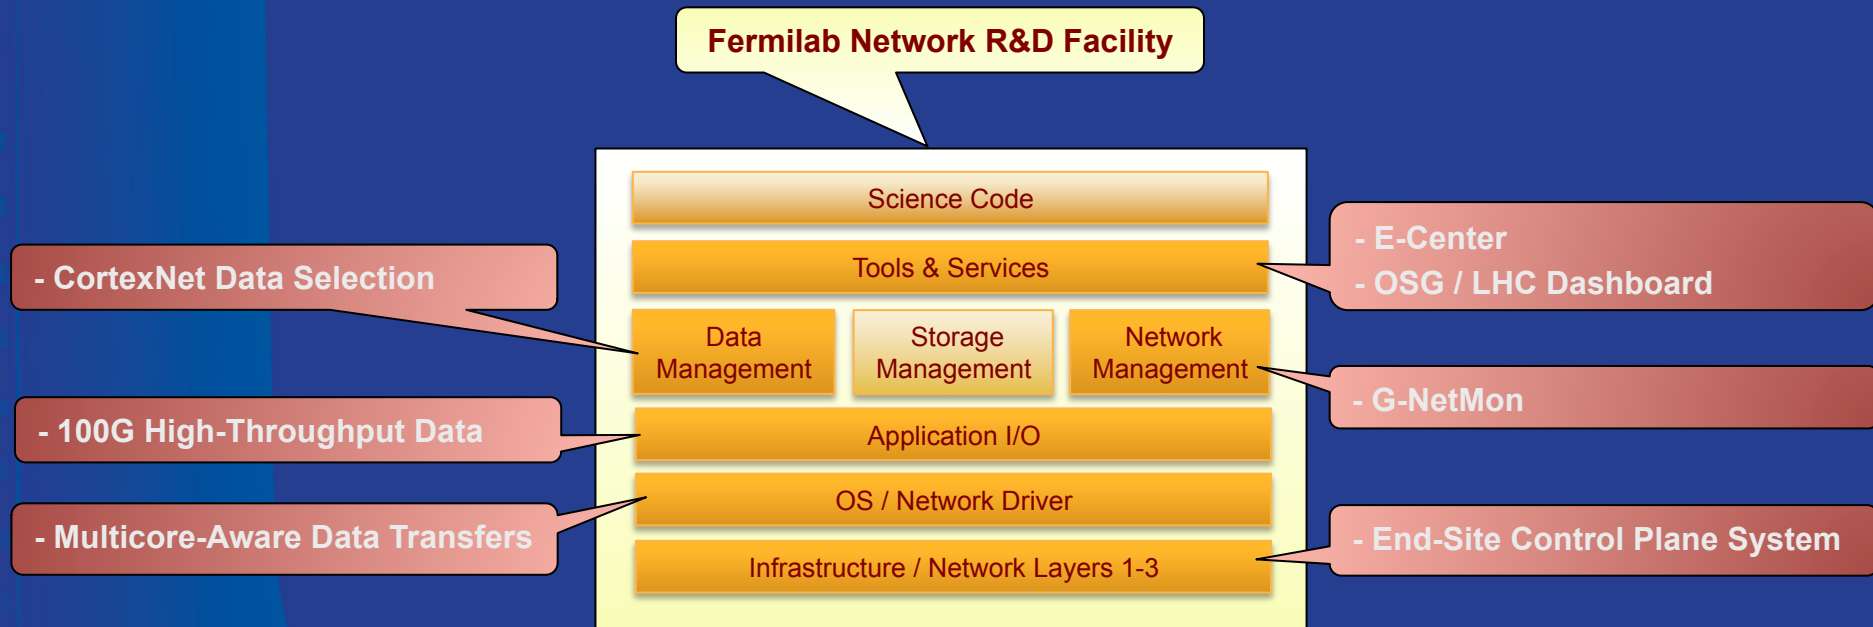 Fermilab Network R&D Facility
Science Code
Tools & Services
- E-Center
- OSG / LHC Dashboard
- CortexNet Data Selection
Data
Management
Storage
Management
Network
Management
- G-NetMon
- 100G High-Throughput Data
Application I/O
OS / Network Driver
- Multicore-Aware Data Transfers
- End-Site Control Plane System
Infrastructure / Network Layers 1-3